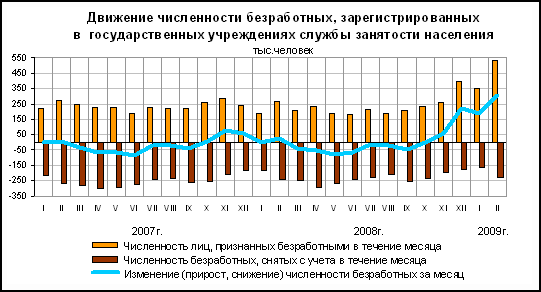 Движение численности безработных, зарегистрированных
в государственных учреждениях службы занятости населения
тыс.человек
550
450
350
250
150
50
-50
-150
-250
-350
I II III IV V VI VII VIII IX X XI XII I II III IV V VI VII VIII IX X XI XII I II
2007г. 2008г. 2009г.
Численность лиц, признанных безработными в течение месяца
Численность безработных, снятых с учета в течение месяца
Изменение (прирост, снижение) численности безработных за месяц